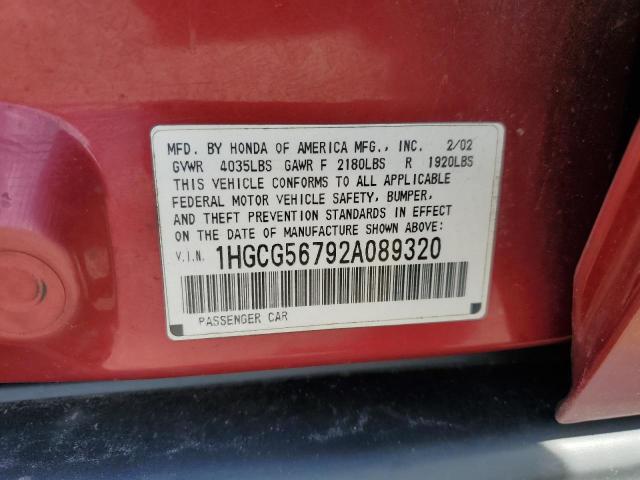 MFD. BY HONDA OF AMERICA MFG., INC. 2/02
GVWR 4035LBS GAWR F 2180LBS R 1920LBS
THIS VEHICLE CONFORMS TO ALL APPLICABLE
FEDERAL MOTOR VEHICLE SAFETY, BUMPER,
AND THEFT PREVENTION STANDARDS IN EFFECT
ON THE DATE OF MANUFACTURE SHOWN ABOVE:
V.I.N. 1HGCG56792A089320
PASSENGER CAR